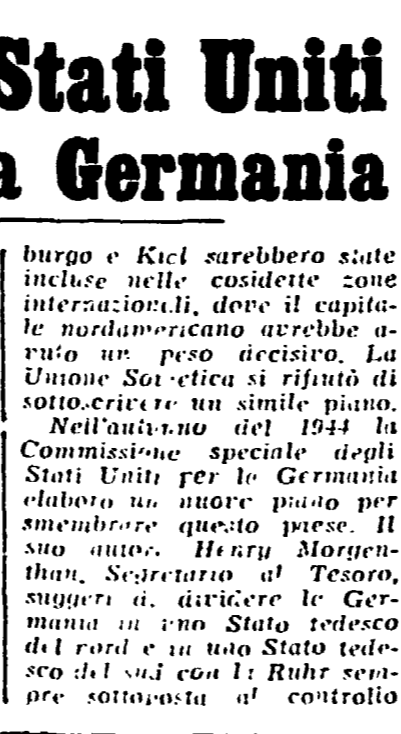 Stati Uniti
a Germania
burgo e Kiel sarebbero state
incluse nelle cosidette zone
internazionali, dove il capita-
le nordamericano avrebbe a-
vuto un peso decisivo. La
Unione Sovietica si rifiutò di
sottoscrivere un simile piano.
Nell'autunno del 1944 la
Commissione speciale degli
Stati Uniti per la Germania
elaborò un nuovo piano per
smembrare questo paese. Il
suo autore, Henry Morgen-
thau, Segretario al Tesoro,
suggerì di dividere la Ger-
mania in uno Stato tedesco
del nord e in uno Stato tede-
sco del sud con la Ruhr sem-
pre sottoposta al controllo